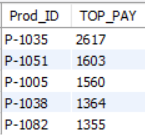 Prod_ID TOP_PAY
P-1035 2617
P-1051 1603
P-1005 1560
P-1038 1364
P-1082 1355